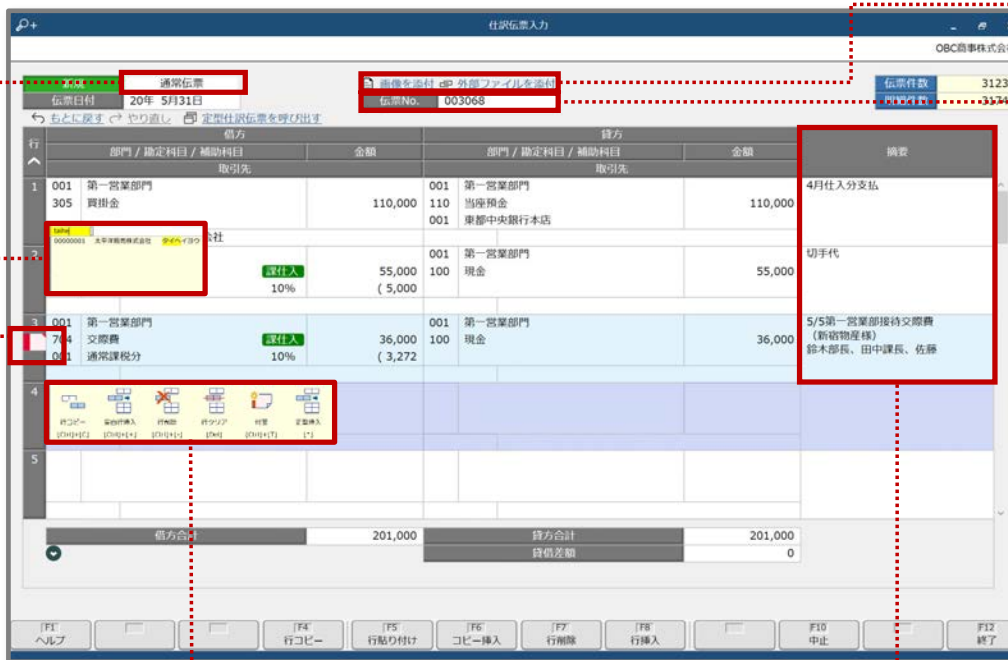 仕訳伝票入力
OBC商事株式会社
新規 通常伝票 画像を添付 外部ファイルを添付 伝票件数 3123
伝票日付 20年 5月31日 伝票No. 003068 明細件数 3174
もとに戻す やり直し 定型仕訳伝票を呼び出す
行 借方 貸方 摘要
部門 / 勘定科目 / 補助科目 金額 部門 / 勘定科目 / 補助科目 金額
取引先 取引先
1 001 第一営業部門 001 第一営業部門 4月仕入分支払
305 買掛金 110,000 110 当座預金 110,000
001 東都中央銀行本店
taihe 会社
00000001 太平洋販売株式会社 タイヘイヨウ
2 001 第一営業部門 切手代
課仕入 55,000 100 現金 55,000
10% ( 5,000
3 001 第一営業部門 001 第一営業部門 5/5第一営業部接待交際費
704 交際費 課仕入 36,000 100 現金 36,000 (新宿物産様)
001 通常課税分 10% ( 3,272 鈴木部長、田中課長、佐藤
4
行コピー 空白行挿入 行削除 行クリア 付箋 定型挿入
[Ctrl]+[C] [Ctrl]+[+] [Ctrl]+[-] [Del] [Ctrl]+[T] [*]
5
借方合計 201,000 貸方合計 201,000
貸借差額 0
F1 F4 F5 F6 F7 F8 F10 F12
ヘルプ 行コピー 行貼り付け コピー挿入 行削除 行挿入 中止 終了